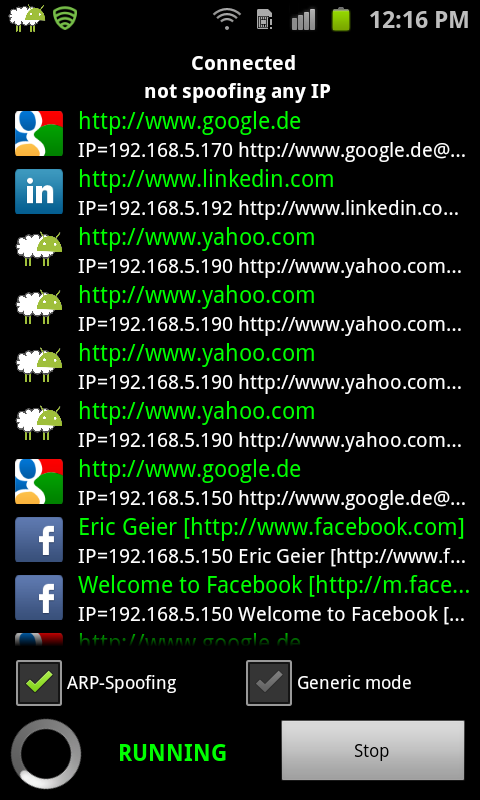 12:16 PM
Connected
not spoofing any IP
http://www.google.de
IP=192.168.5.170 http://www.google.de@...
in
http://www.linkedin.com
IP=192.168.5.192 http://www.linkedin.co...
http://www.yahoo.com
IP=192.168.5.190 http://www.yahoo.com...
http://www.yahoo.com
IP=192.168.5.190 http://www.yahoo.com...
http://www.yahoo.com
IP=192.168.5.190 http://www.yahoo.com...
http://www.yahoo.com
IP=192.168.5.190 http://www.yahoo.com...
http://www.google.de
IP=192.168.5.150 http://www.google.de@...
f
Eric Geier [http://www.facebook.com]
IP=192.168.5.150 Eric Geier [http://www.f...
f
Welcome to Facebook [http://m.face...
IP=192.168.5.150 Welcome to Facebook [...
http://www.google.de
ARP-Spoofing
Generic mode
RUNNING
Stop